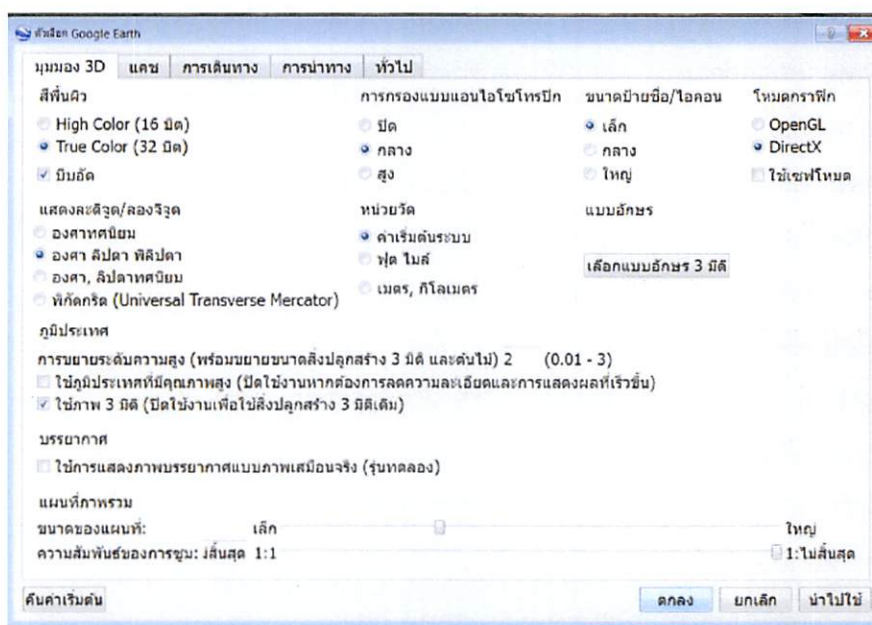 ตัวเลือก Google Earth
มุมมอง 3D แคช การเดินทาง การนำทาง ทั่วไป
สีพื้นผิว การกรองแบบแอนไอโซโทรปิก ขนาดป้ายชื่อ/ไอคอน โหมดกราฟิก
High Color (16 บิต) ปิด เล็ก OpenGL
True Color (32 บิต) กลาง กลาง DirectX
บีบอัด สูง ใหญ่ ใช้เซฟโหมด
แสดงละติจูด/ลองจิจูด หน่วยวัด แบบอักษร
องศาทศนิยม ค่าเริ่มต้นระบบ
องศา ลิปดา พิลิปดา ฟุต ไมล์ เลือกแบบอักษร 3 มิติ
องศา, ลิปดาทศนิยม เมตร, กิโลเมตร
พิกัดกริด (Universal Transverse Mercator)
ภูมิประเทศ
การขยายระดับความสูง (พร้อมขยายขนาดสิ่งปลูกสร้าง 3 มิติ และต้นไม้) 2 (0.01 - 3)
ใช้ภูมิประเทศที่มีคุณภาพสูง (ปิดใช้งานหากต้องการลดความละเอียดและการแสดงผลที่เร็วขึ้น)
ใช้ภาพ 3 มิติ (ปิดใช้งานเพื่อใช้สิ่งปลูกสร้าง 3 มิติเดิม)
บรรยากาศ
ใช้การแสดงภาพบรรยากาศแบบภาพเสมือนจริง (รุ่นทดลอง)
แผนที่ภาพรวม
ขนาดของแผนที่: เล็ก ใหญ่
ความสัมพันธ์ของการซูม: สิ้นสุด 1:1 1:ไม่สิ้นสุด
คืนค่าเริ่มต้น ตกลง ยกเลิก นำไปใช้